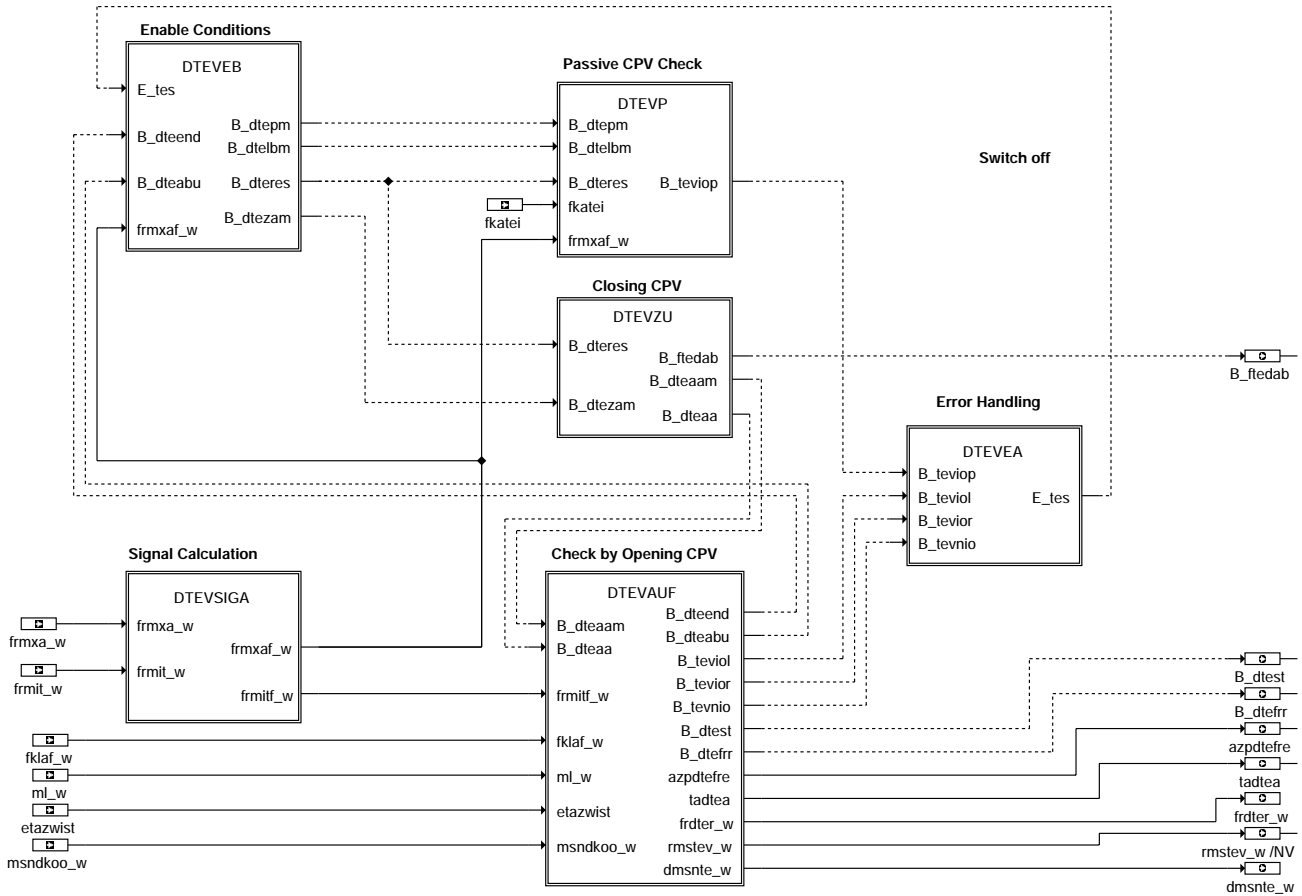 Enable Conditions
DTEVEB
E_tes
B_dteend
B_dteabu
frmxaf_w
B_dtepm
B_dtelbm
B_dteres
B_dtezam
Passive CPV Check
DTEVP
B_dtepm
B_dtelbm
B_dteres
fkatei
frmxaf_w
B_teviop
fkatei
Switch off
Closing CPV
DTEVZU
B_dteres
B_dtezam
B_ftedab
B_dteaam
B_dteaa
B_ftedab
Error Handling
DTEVEA
B_teviop
B_teviol
B_tevior
B_tevnio
E_tes
Signal Calculation
DTEVSIGA
frmxa_w
frmit_w
frmxaf_w
frmitf_w
frmxa_w
frmit_w
fklaf_w
ml_w
etazwist
msndkoo_w
Check by Opening CPV
DTEVAUF
B_dteaam
B_dteaa
frmitf_w
fklaf_w
ml_w
etazwist
msndkoo_w
B_dteend
B_dteabu
B_teviol
B_tevior
B_tevnio
B_dtest
B_dtefrr
azpdtefre
tadtea
frdter_w
rmstev_w
dmsnte_w
B_dtest
B_dtefrr
azpdtefre
tadtea
frdter_w
rmstev_w /NV
dmsnte_w